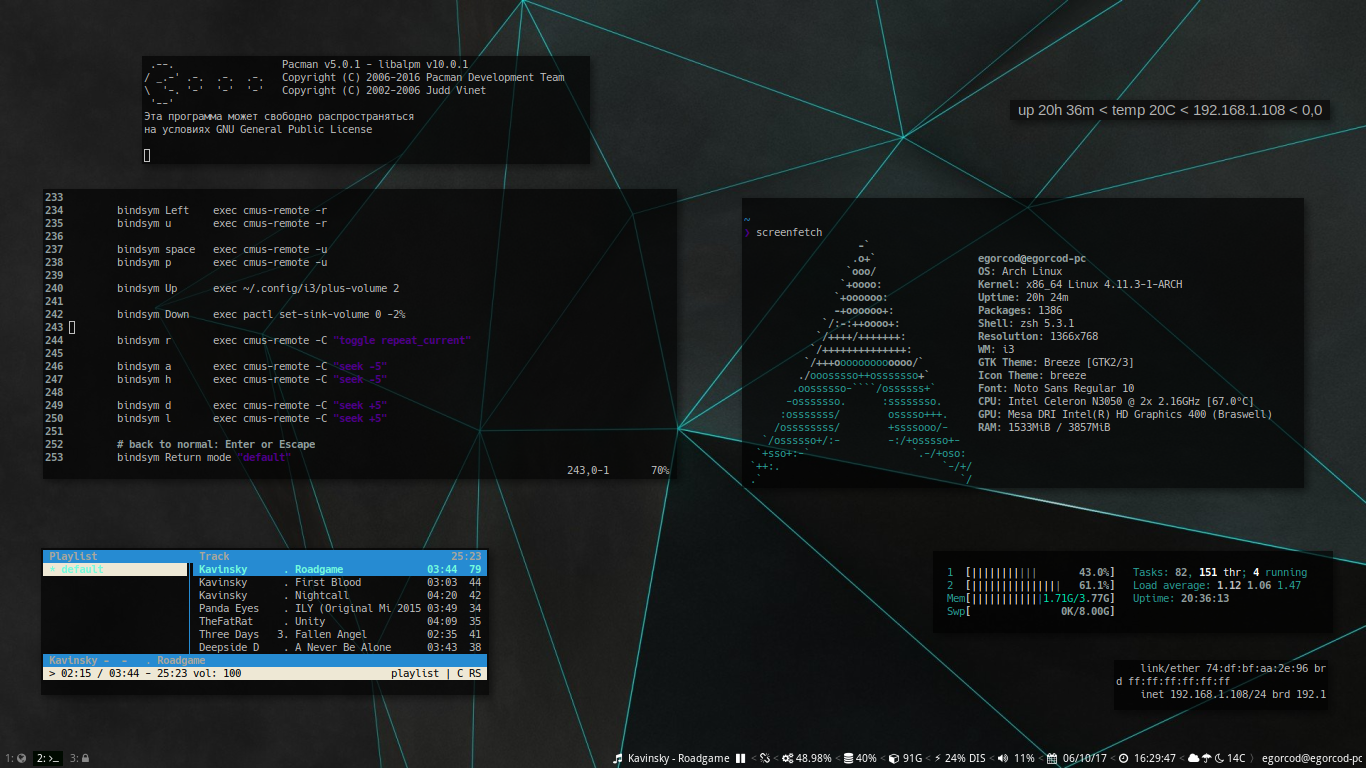 Pacman v5.0.1 - libalpm v10.0.1
Copyright (C) 2006-2016 Pacman Development Team
Copyright (C) 2002-2006 Judd Vinet
Эта программа может свободно распространяться
на условиях GNU General Public License
up 20h 36m < temp 20C < 192.168.1.108 < 0,0
233
234 bindsym Left exec cmus-remote -r
235 bindsym u exec cmus-remote -r
236
237 bindsym space exec cmus-remote -u
238 bindsym p exec cmus-remote -u
239
240 bindsym Up exec ~/.config/i3/plus-volume 2
241
242 bindsym Down exec pactl set-sink-volume 0 -2%
243
244 bindsym r exec cmus-remote -C "toggle repeat_current"
245
246 bindsym a exec cmus-remote -C "seek -5"
247 bindsym h exec cmus-remote -C "seek -5"
248
249 bindsym d exec cmus-remote -C "seek +5"
250 bindsym l exec cmus-remote -C "seek +5"
251
252 # back to normal: Enter or Escape
253 bindsym Return mode "default"
243,0-1 70%
~
❯ screenfetch
egorcod@egorcod-pc
OS: Arch Linux
Kernel: x86_64 Linux 4.11.3-1-ARCH
Uptime: 20h 24m
Packages: 1386
Shell: zsh 5.3.1
Resolution: 1366x768
WM: i3
GTK Theme: Breeze [GTK2/3]
Icon Theme: breeze
Font: Noto Sans Regular 10
CPU: Intel Celeron N3050 @ 2x 2.16GHz [67.0°C]
GPU: Mesa DRI Intel(R) HD Graphics 400 (Braswell)
RAM: 1533MiB / 3857MiB
Playlist Track 25:23
* default
Kavinsky . Roadgame 03:44 79
Kavinsky . First Blood 03:03 44
Kavinsky . Nightcall 04:20 42
Panda Eyes . ILY (Original Mi 2015 03:49 34
TheFatRat . Unity 04:09 35
Three Days 3. Fallen Angel 02:35 41
Deepside D . A Never Be Alone 03:43 38
Kavinsky - - . Roadgame
> 02:15 / 03:44 - 25:23 vol: 100 playlist | C RS
1 [||||||||||| 43.0%] Tasks: 82, 151 thr; 4 running
2 [||||||||||||||| 61.1%] Load average: 1.12 1.06 1.47
Mem[||||||||||||1.71G/3.77G] Uptime: 20:36:13
Swp[ 0K/8.00G]
link/ether 74:df:bf:aa:2e:96 br
d ff:ff:ff:ff:ff:ff
inet 192.168.1.108/24 brd 192.1
1: 2: >_ 3: Kavinsky - Roadgame < < 48.98% < 40% < 91G < 24% DIS < 11% < 06/10/17 < 16:29:47 < 14C egorcod@egorcod-pc